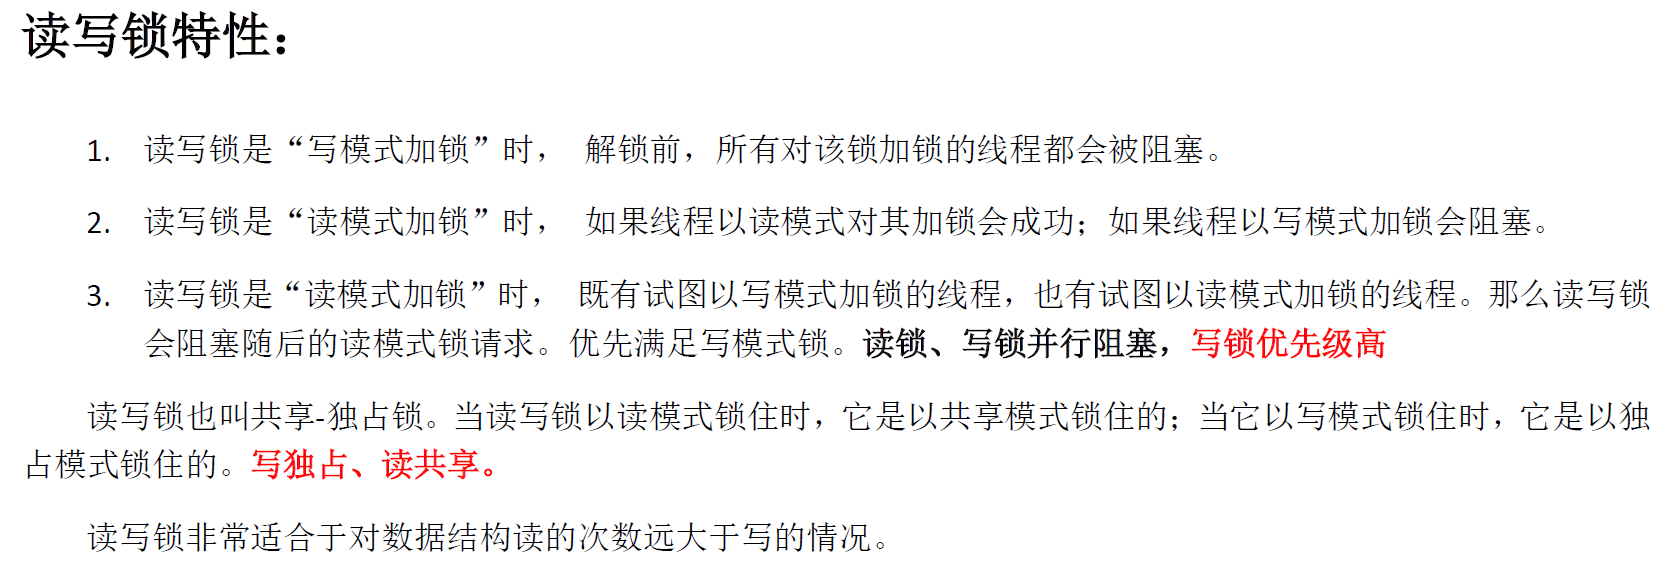 读写锁特性：
1. 读写锁是“写模式加锁”时， 解锁前，所有对该锁加锁的线程都会被阻塞。
2. 读写锁是“读模式加锁”时， 如果线程以读模式对其加锁会成功；如果线程以写模式加锁会阻塞。
3. 读写锁是“读模式加锁”时， 既有试图以写模式加锁的线程，也有试图以读模式加锁的线程。那么读写锁
会阻塞随后的读模式锁请求。优先满足写模式锁。读锁、写锁并行阻塞，写锁优先级高
读写锁也叫共享-独占锁。当读写锁以读模式锁住时，它是以共享模式锁住的；当它以写模式锁住时，它是以独
占模式锁住的。写独占、读共享。
读写锁非常适合于对数据结构读的次数远大于写的情况。